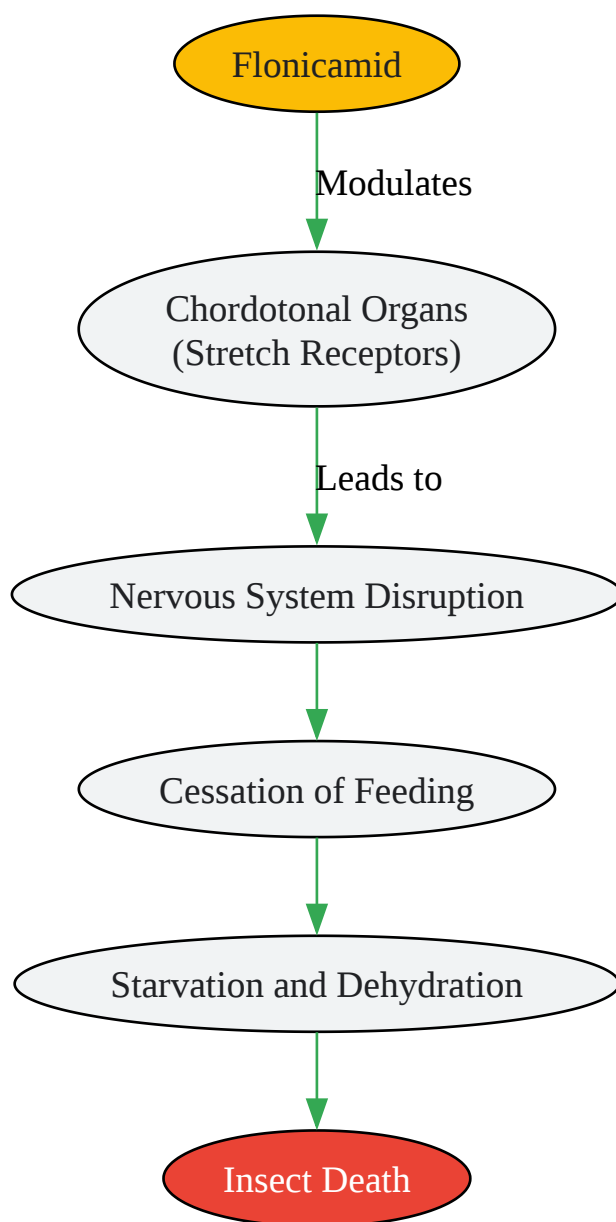 Flonicamid
Modulates
Chordotonal Organs
(Stretch Receptors)
Leads to
Nervous System Disruption
Cessation of Feeding
Starvation and Dehydration
Insect Death